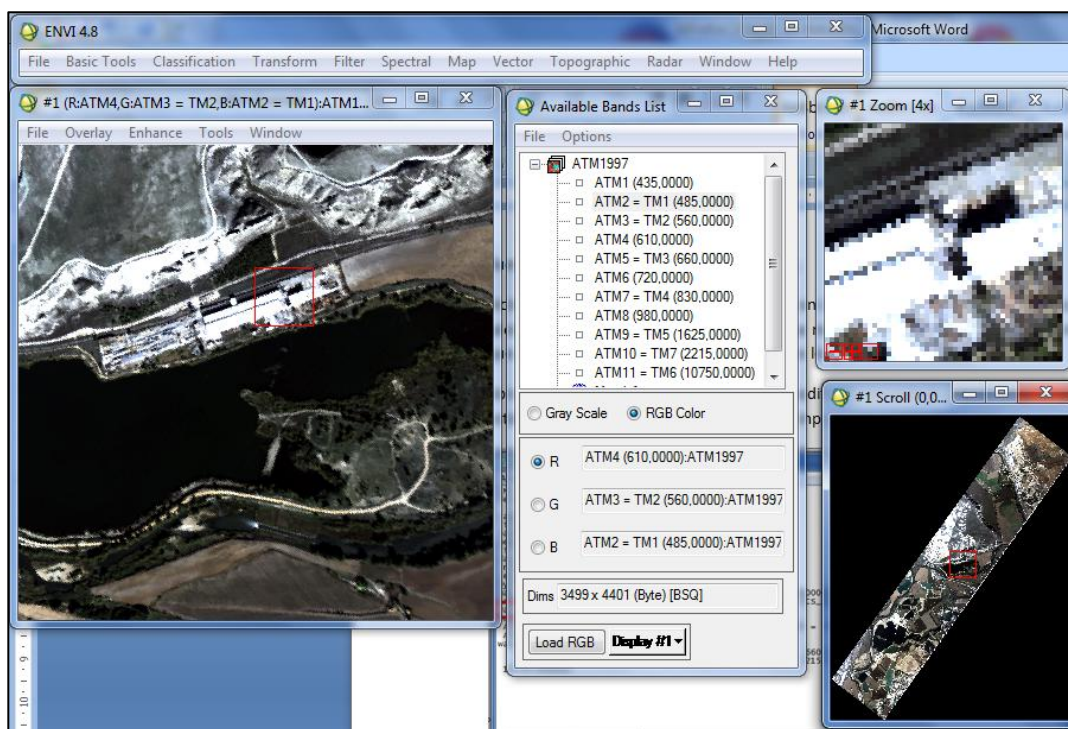 ENVI 4.8
Microsoft Word
File Basic Tools Classification Transform Filter Spectral Map Vector Topographic Radar Window Help
#1 (R:ATM4,G:ATM3 = TM2,B:ATM2 = TM1):ATM1...
File Overlay Enhance Tools Window
Available Bands List
File Options
ATM1997
ATM1 (435,0000)
ATM2 = TM1 (485,0000)
ATM3 = TM2 (560,0000)
ATM4 (610,0000)
ATM5 = TM3 (660,0000)
ATM6 (720,0000)
ATM7 = TM4 (830,0000)
ATM8 (980,0000)
ATM9 = TM5 (1625,0000)
ATM10 = TM7 (2215,0000)
ATM11 = TM6 (10750,0000)
Gray Scale RGB Color
R ATM4 (610,0000):ATM1997
G ATM3 = TM2 (560,0000):ATM1997
B ATM2 = TM1 (485,0000):ATM1997
Dims 3499 x 4401 (Byte) [BSQ]
Load RGB Display #1
#1 Zoom [4x]
#1 Scroll (0,0...
9
10